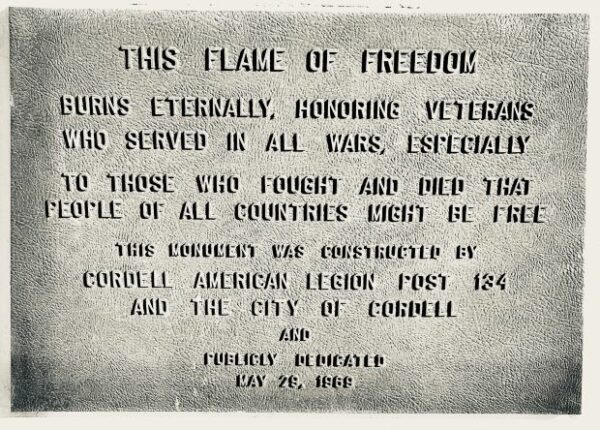 THIS FLAME OF FREEDOM
BURNS ETERNALLY, HONORING VETERANS
WHO SERVED IN ALL WARS, ESPECIALLY
TO THOSE WHO FOUGHT AND DIED THAT
PEOPLE OF ALL COUNTRIES MIGHT BE FREE
THIS MONUMENT WAS CONSTRUCTED BY
CORDELL AMERICAN LEGION POST 134
AND THE CITY OF CORDELL
AND
PUBLICLY DEDICATED
MAY 29, 1969